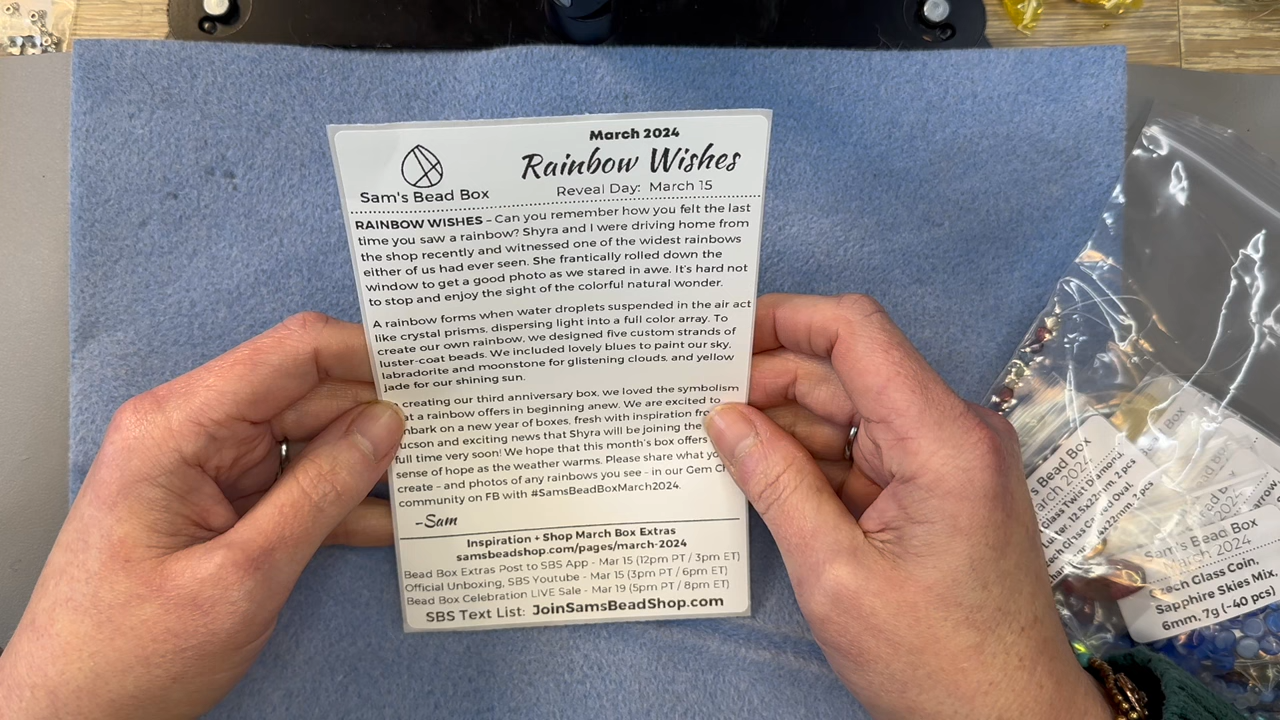 March 2024
Rainbow Wishes
Sam's Bead Box
Reveal Day: March 15
RAINBOW WISHES - Can you remember how you felt the last
time you saw a rainbow? Shyra and I were driving home from
the shop recently and witnessed one of the widest rainbows
either of us had ever seen. She frantically rolled down the
window to get a good photo as we stared in awe. It's hard not
to stop and enjoy the sight of the colorful natural wonder.
A rainbow forms when water droplets suspended in the air act
like crystal prisms, dispersing light into a full color array. To
create our own rainbow, we designed five custom strands of
luster-coat beads. We included lovely blues to paint our sky,
labradorite and moonstone for glistening clouds, and yellow
jade for our shining sun.
creating our third anniversary box, we loved the symbolism
a rainbow offers in beginning anew. We are excited to
on a new year of boxes, fresh with inspiration
and exciting news that Shyra will be joining the
full time very soon! We hope that this month's box offers
sense of hope as the weather warms. Please share what
create - and photos of any rainbows you see - in our Gem
community on FB with #SamsBeadBoxMarch2024.
-Sam
Inspiration + Shop March Box Extras
samsbeadshop.com/pages/march-2024
Bead Box Extras Post to SBS App - Mar 15 (12pm PT / 3pm ET)
Official Unboxing, SBS Youtube - Mar 15 (3pm PT / 6pm ET)
Bead Box Celebration LIVE Sale - Mar 19 (5pm PT / 8pm ET)
SBS Text List: JoinSamsBeadShop.com
Bead Box
March 2024
Glass Twist Diamond,
12.5x22mm, 2 pcs
Glass Carved Oval,
2 pcs
Box
Sam's Bead Box
March 2024
Czech Glass Coin,
Sapphire Skies Mix,
6mm, 7g (~40 pcs)